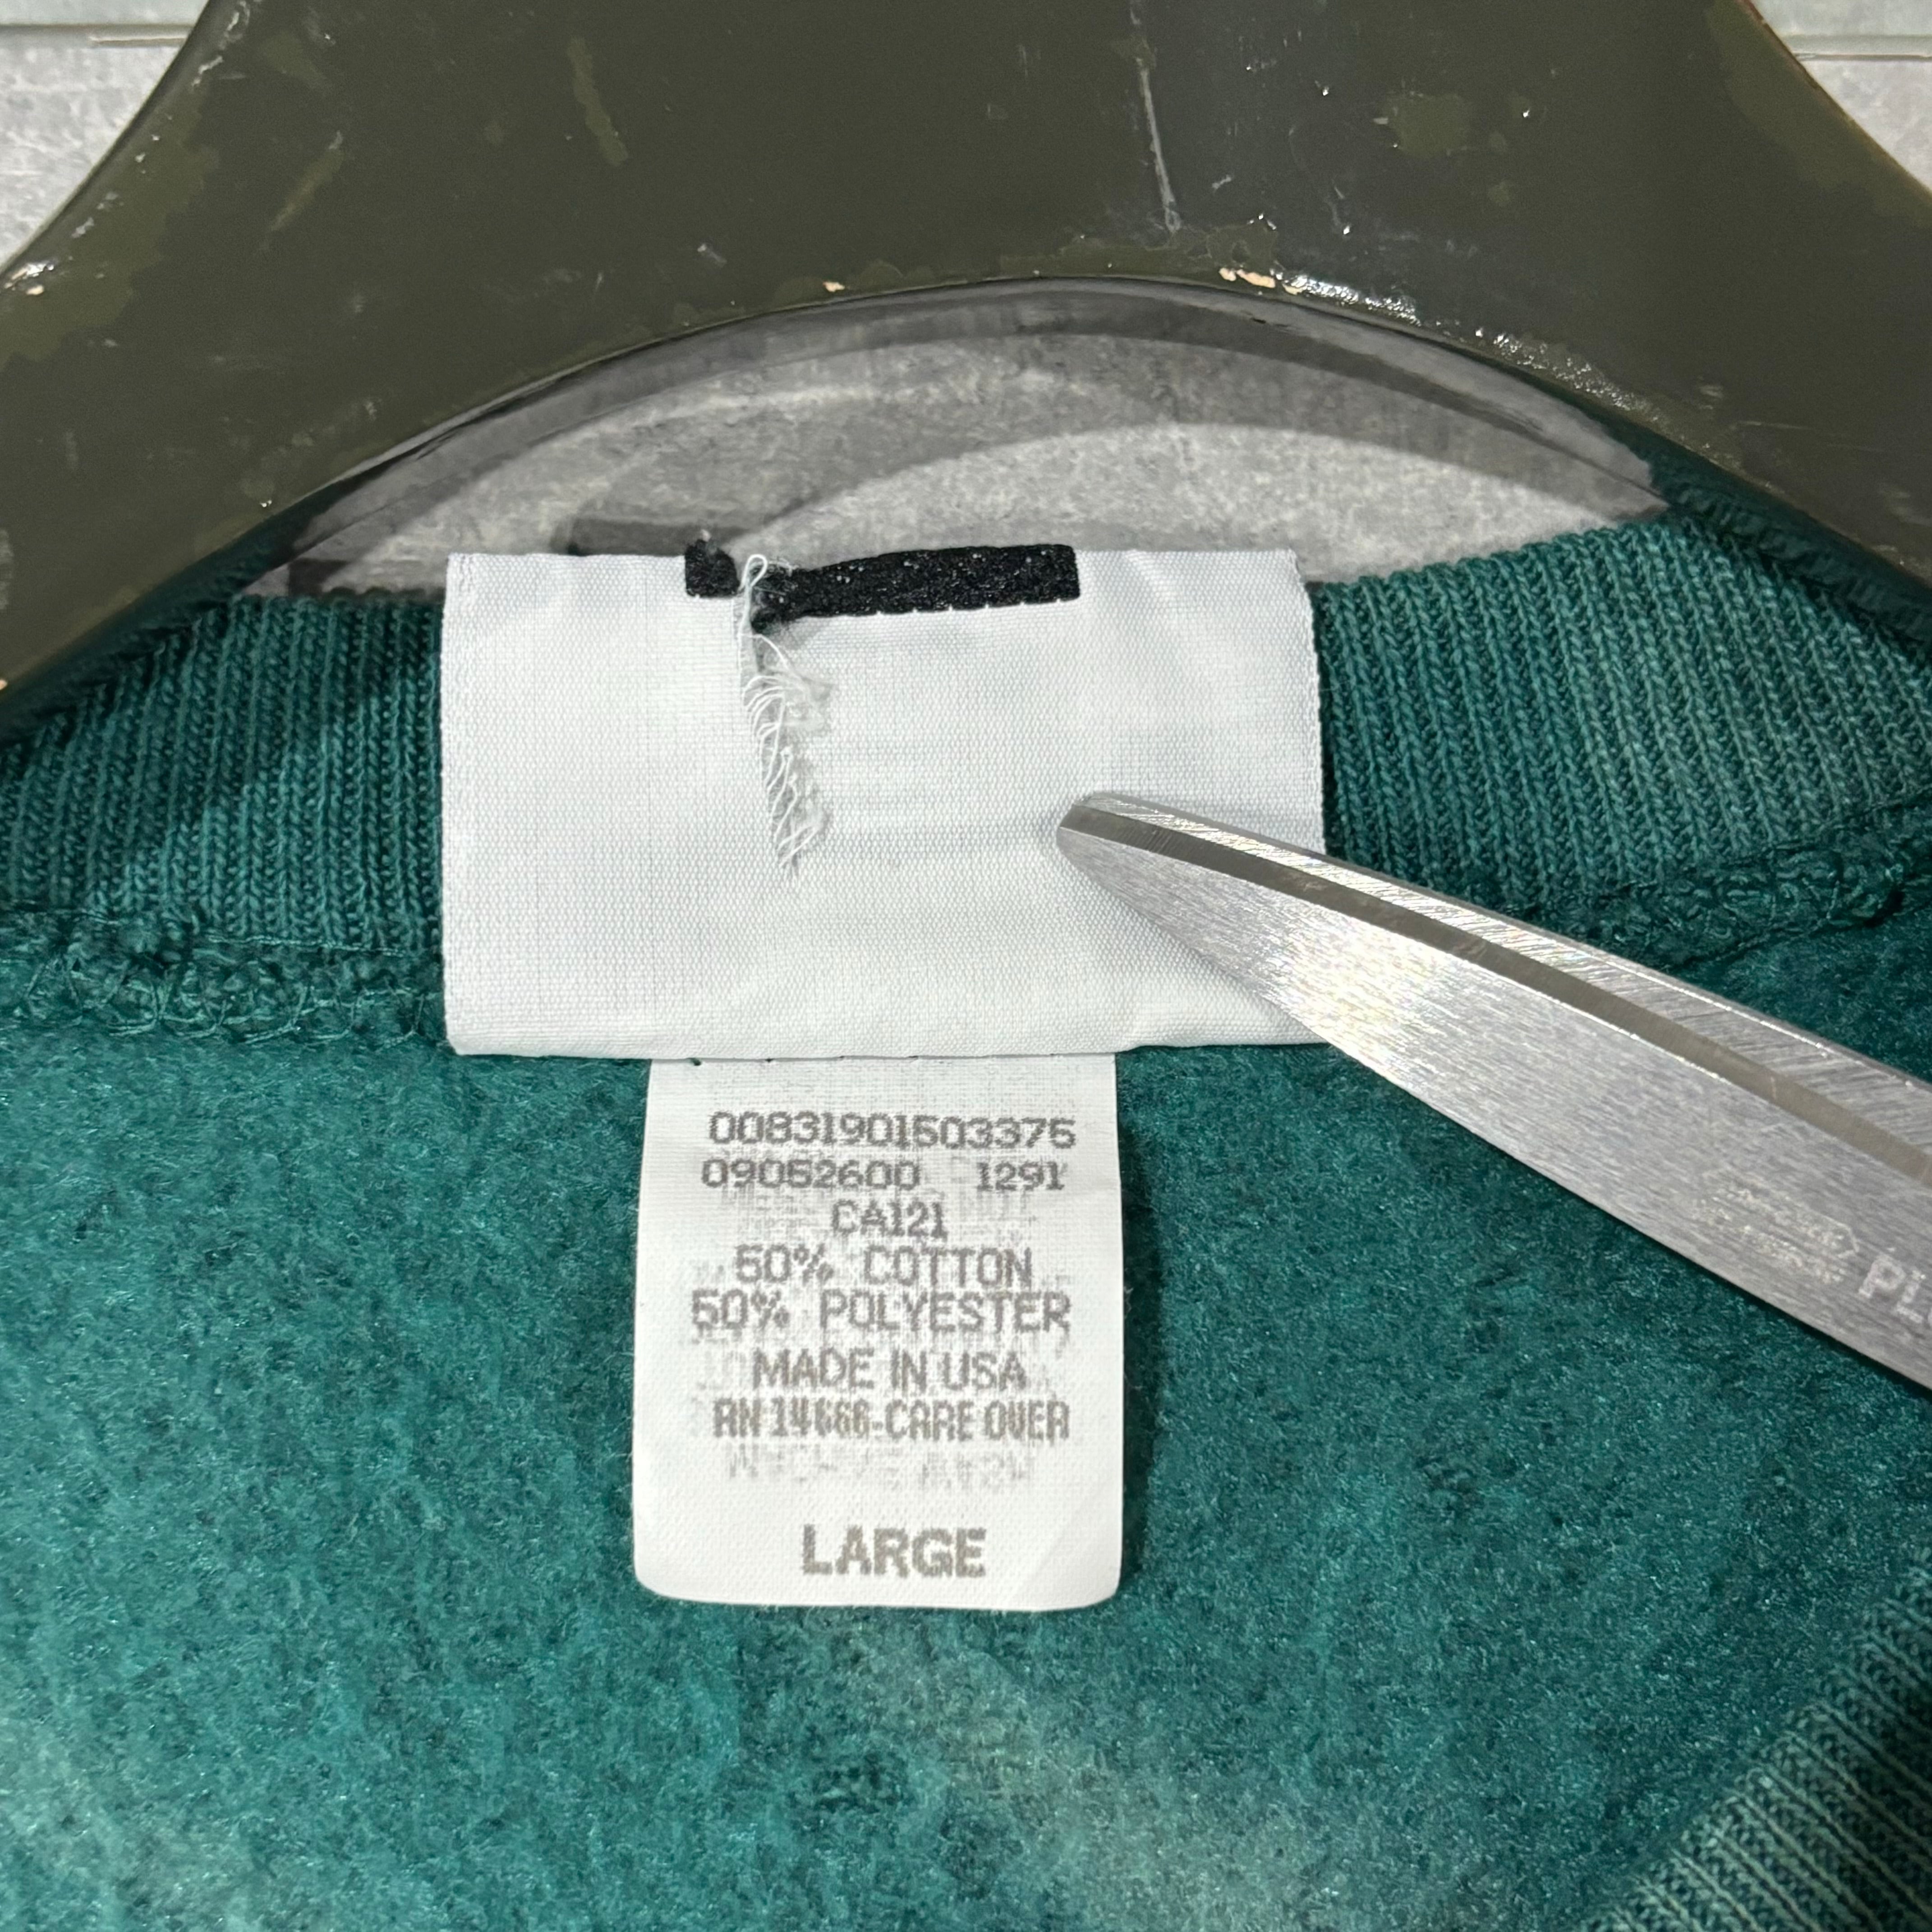 00831901503375
09052600 1291
CA121
50% COTTON
50% POLYESTER
MADE IN USA
RN 14666-CARE OVER
LARGE